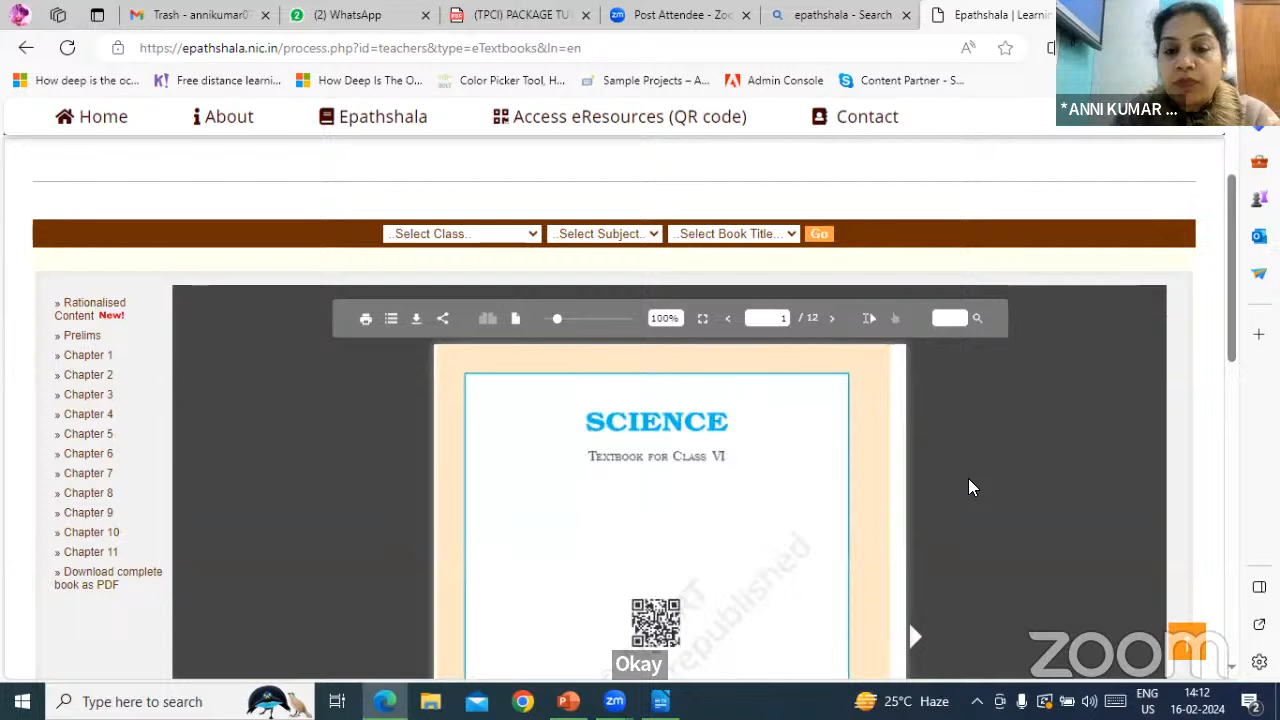 Trash - annikumar07
(2) WhatsApp
(TPCI) PACKAGE TU
Post Attendee - Zoo
epathshala - Search
Epathshala | Learnin
https://epathshala.nic.in/process.php?id=teachers&type=eTextbooks&ln=en
How deep is the oc...
Free distance learni...
How Deep Is The O...
Color Picker Tool, H...
Sample Projects – A...
Admin Console
Content Partner - S...
*ANNI KUMAR ...
Home
About
Epathshala
Access eResources (QR code)
Contact
..Select Class..
..Select Subject..
..Select Book Title...
Go
» Rationalised
Content New!
» Prelims
» Chapter 1
» Chapter 2
» Chapter 3
» Chapter 4
» Chapter 5
» Chapter 6
» Chapter 7
» Chapter 8
» Chapter 9
» Chapter 10
» Chapter 11
» Download complete
book as PDF
100%
1
/ 12
SCIENCE
TEXTBOOK FOR CLASS VI
republished
Okay
zoom
Type here to search
25°C Haze
ENG
US
14:12
16-02-2024
2